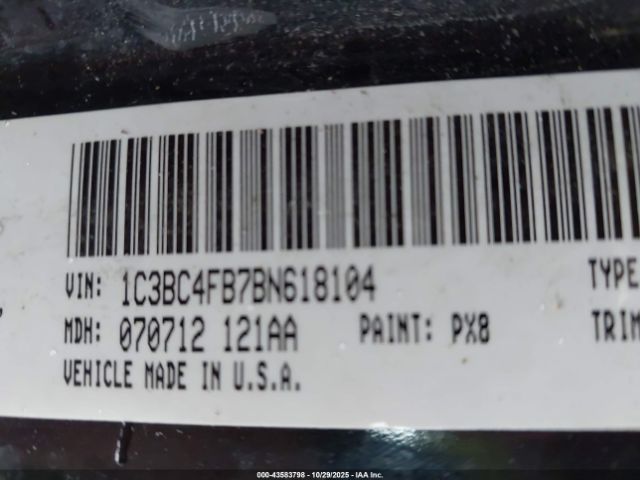 VIN: 1C3BC4FB7BN618104 TYPE
MDH: 070712 121AA PAINT: PX8 TRIM
VEHICLE MADE IN U.S.A.
000-43583798 - 10/29/2025 - IAA Inc.